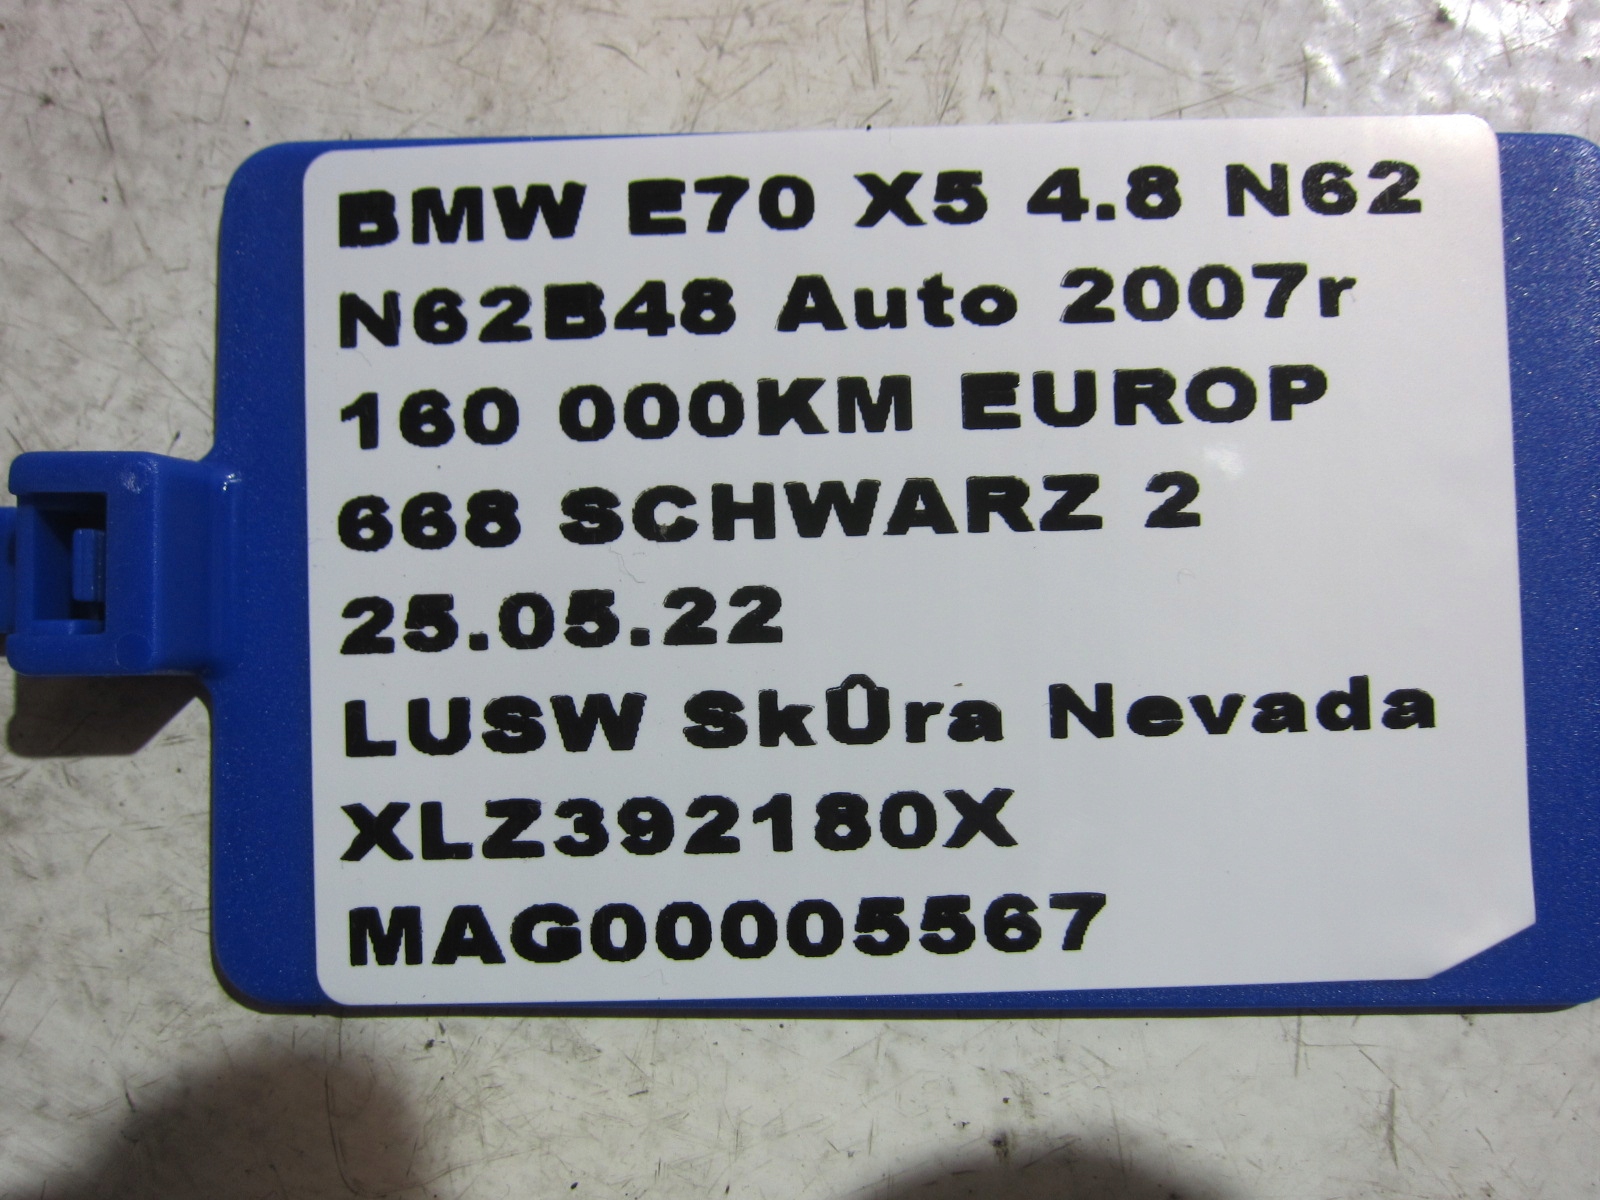 BMW E70 X5 4.8 N62
N62B48 Auto 2007r
160 000KM EUROP
668 SCHWARZ 2
25.05.22
LUSW SkÛra Nevada
XLZ392180X
MAG00005567